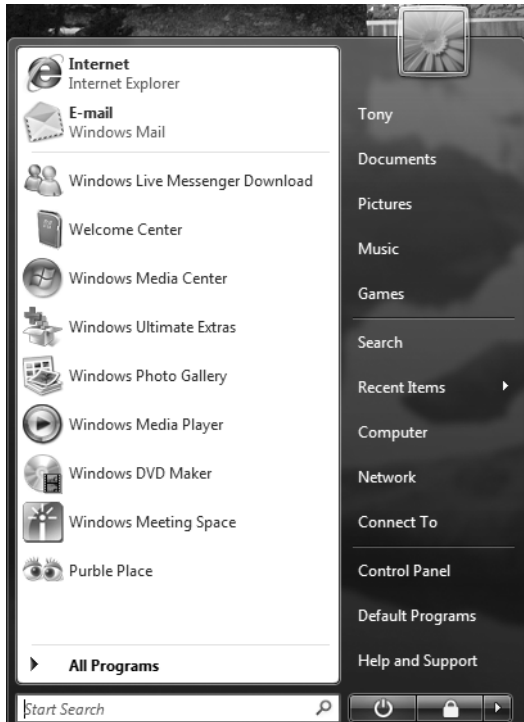 Internet
Internet Explorer
E-mail
Windows Mail
Windows Live Messenger Download
Welcome Center
Windows Media Center
Windows Ultimate Extras
Windows Photo Gallery
Windows Media Player
Windows DVD Maker
Windows Meeting Space
Purble Place
All Programs
Start Search
Tony
Documents
Pictures
Music
Games
Search
Recent Items
Computer
Network
Connect To
Control Panel
Default Programs
Help and Support